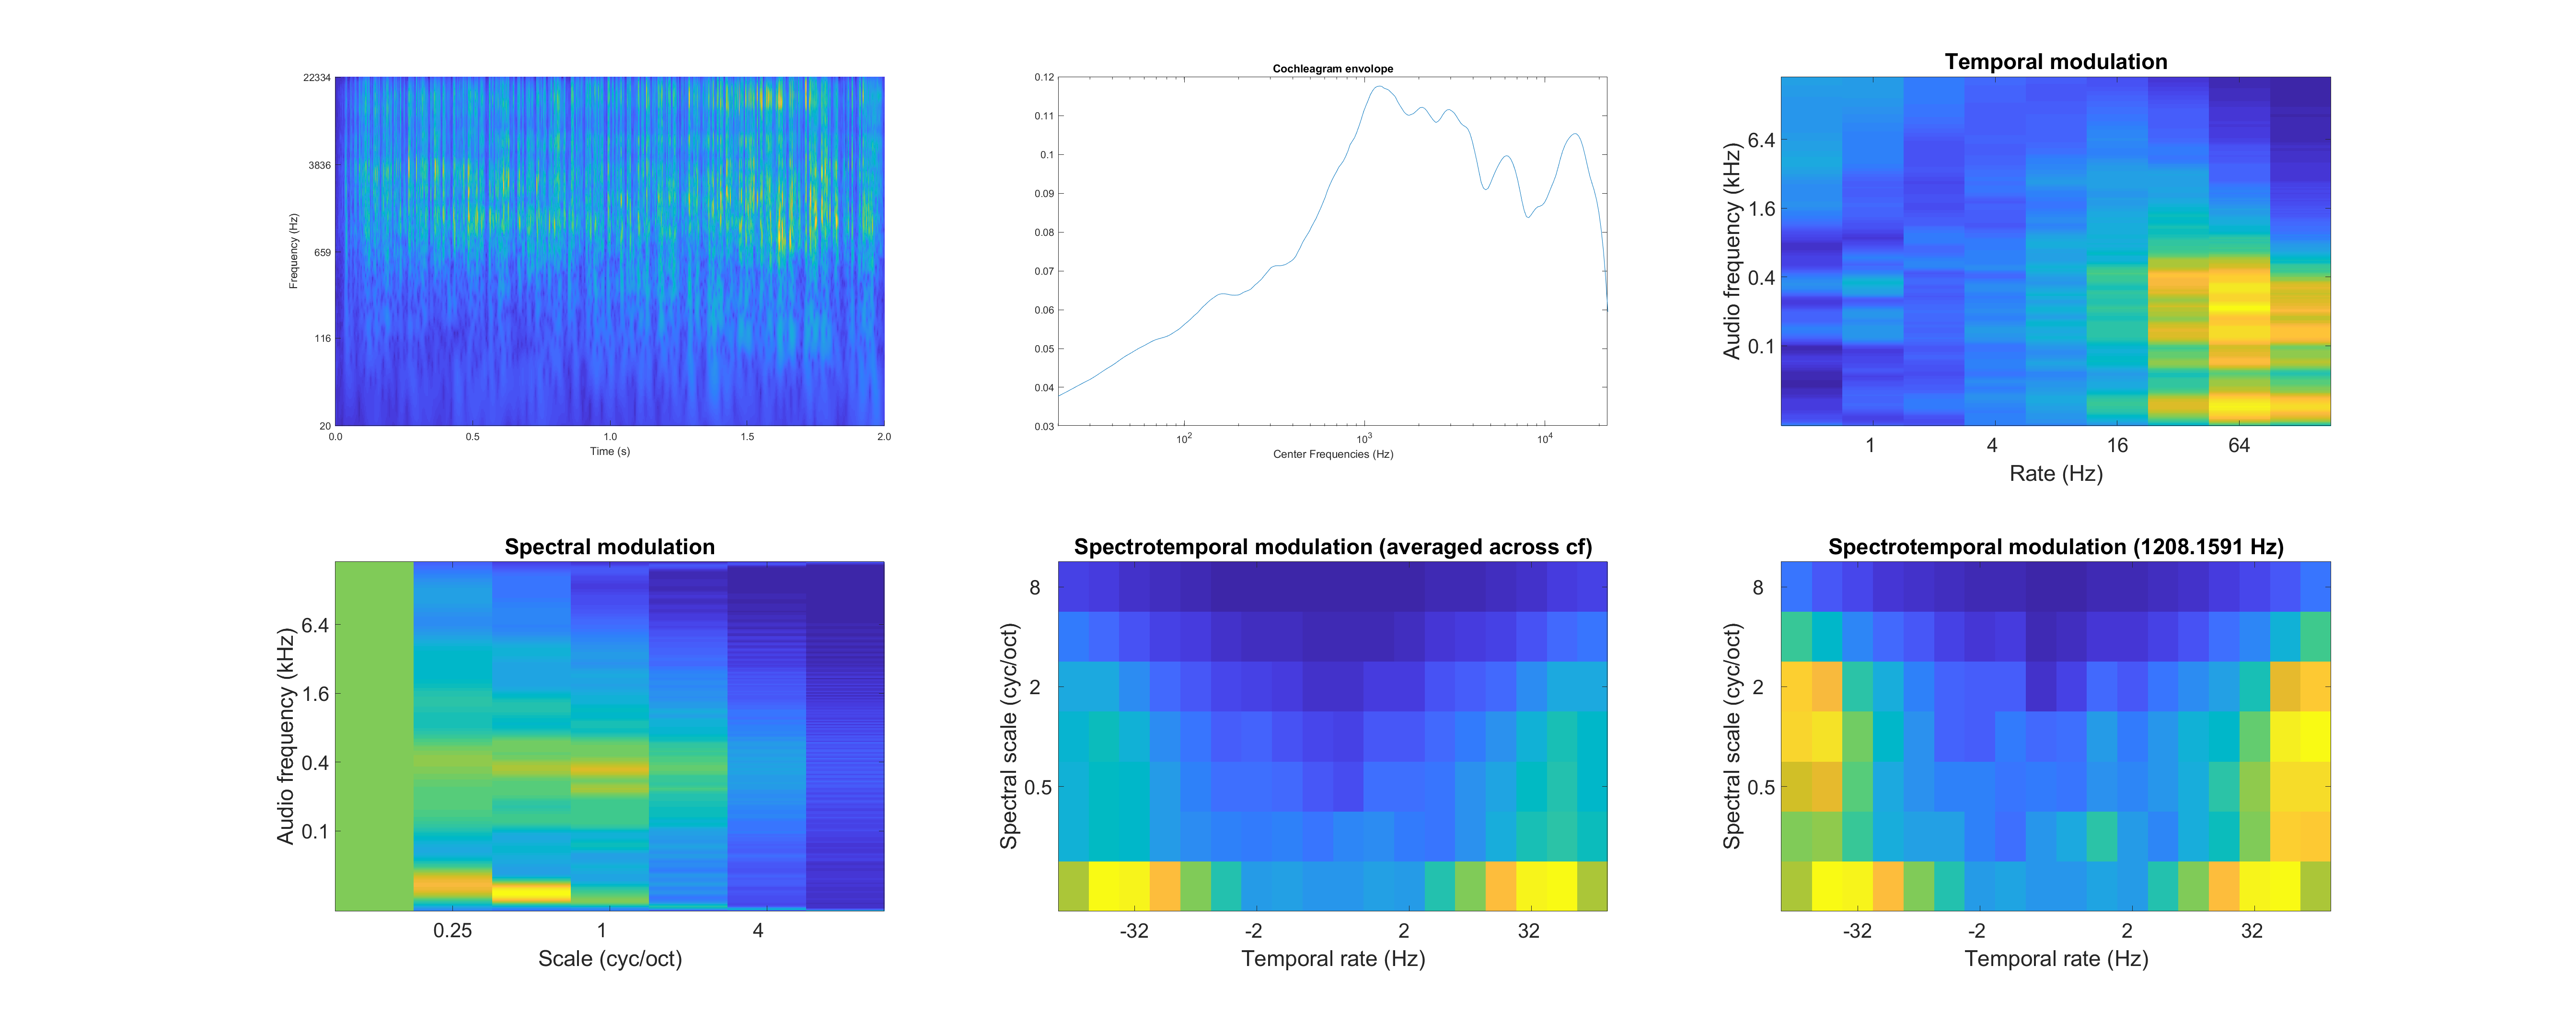 22334
3836
659
116
20
Frequency (Hz)
0.0 0.5 1.0 1.5 2.0
Time (s)
Cochleagram envolope
0.12
0.11
0.1
0.09
0.08
0.07
0.06
0.05
0.04
0.03
10² 10³ 10⁴
Center Frequencies (Hz)
Temporal modulation
6.4
1.6
0.4
0.1
Audio frequency (kHz)
1 4 16 64
Rate (Hz)
Spectral modulation
6.4
1.6
0.4
0.1
Audio frequency (kHz)
0.25 1 4
Scale (cyc/oct)
Spectrotemporal modulation (averaged across cf)
8
2
0.5
Spectral scale (cyc/oct)
-32 -2 2 32
Temporal rate (Hz)
Spectrotemporal modulation (1208.1591 Hz)
8
2
0.5
Spectral scale (cyc/oct)
-32 -2 2 32
Temporal rate (Hz)